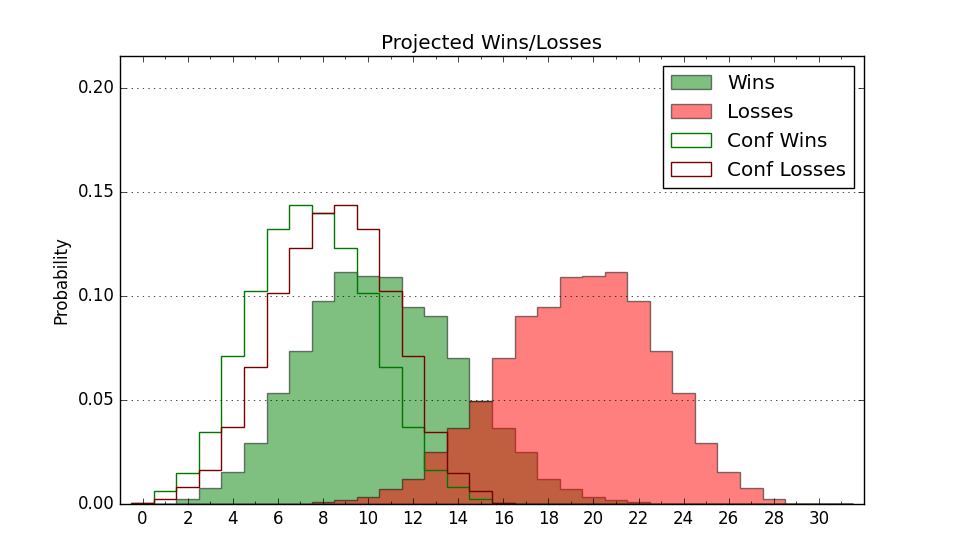 Projected Wins/Losses
Wins
Losses
Conf Wins
Conf Losses
Probability
0.20
0.15
0.10
0.05
0.00
0 2 4 6 8 10 12 14 16 18 20 22 24 26 28 30